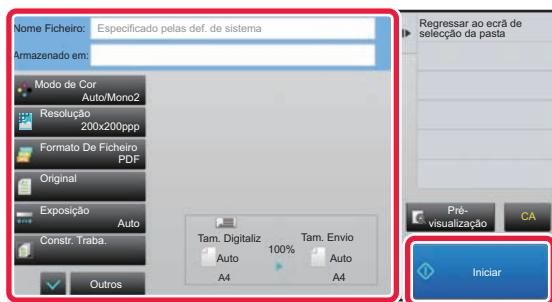 Nome Ficheiro: Especificado pelas def. de sistema
Armazenado em:
Modo de Cor
Auto/Mono2
Resolução
200x200ppp
Formato De Ficheiro
PDF
Original
Exposição
Auto
Constr. Traba.
Outros
Tam. Digitaliz
100%
Tam. Envio
Auto
Auto
A4
A4
Regressar ao ecrã de
selecção da pasta
Pré-
visualização
CA
Iniciar